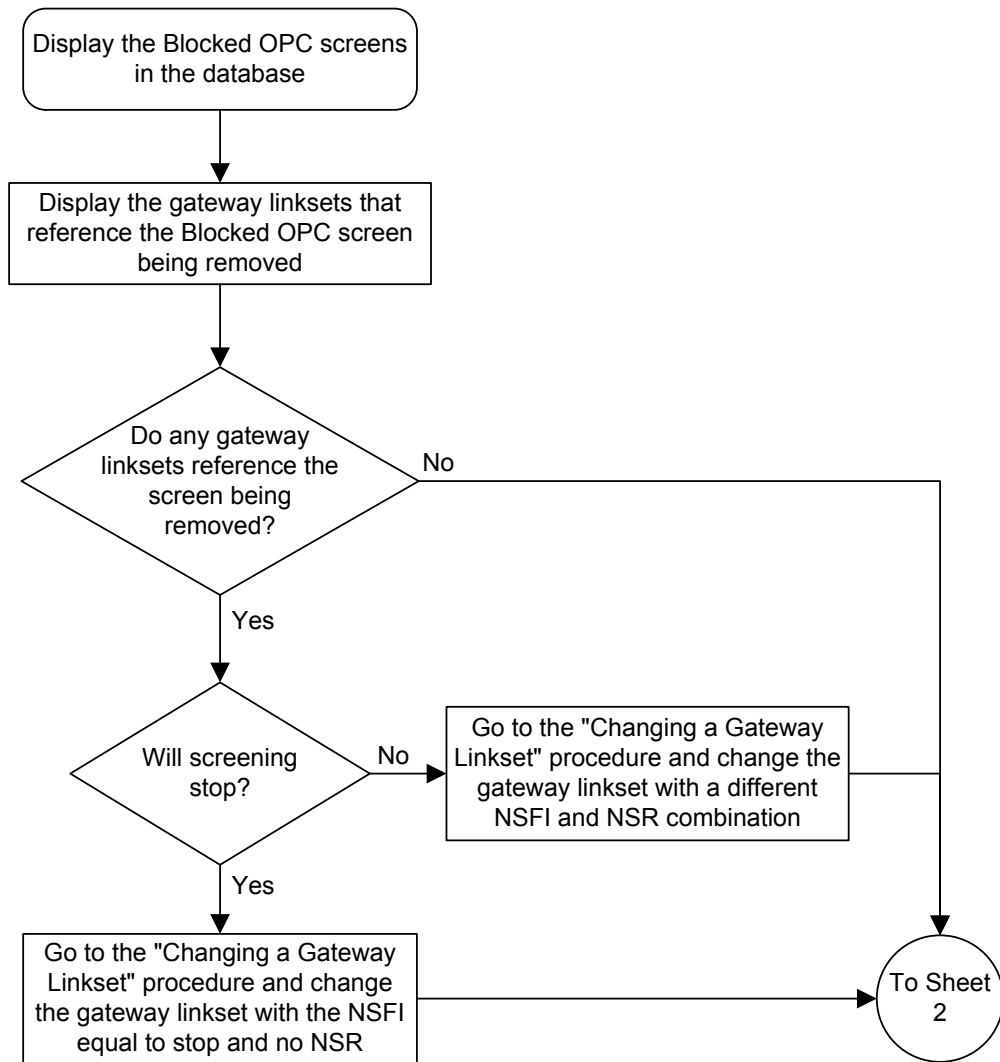 Display the Blocked OPC screens
in the database
Display the gateway linksets that
reference the Blocked OPC screen
being removed
Do any gateway
linksets reference the
screen being
removed?
No
Yes
Will screening
stop?
No
Go to the "Changing a Gateway
Linkset" procedure and change the
gateway linkset with a different
NSFI and NSR combination
Yes
Go to the "Changing a Gateway
Linkset" procedure and change
the gateway linkset with the NSFI
equal to stop and no NSR
To Sheet
2